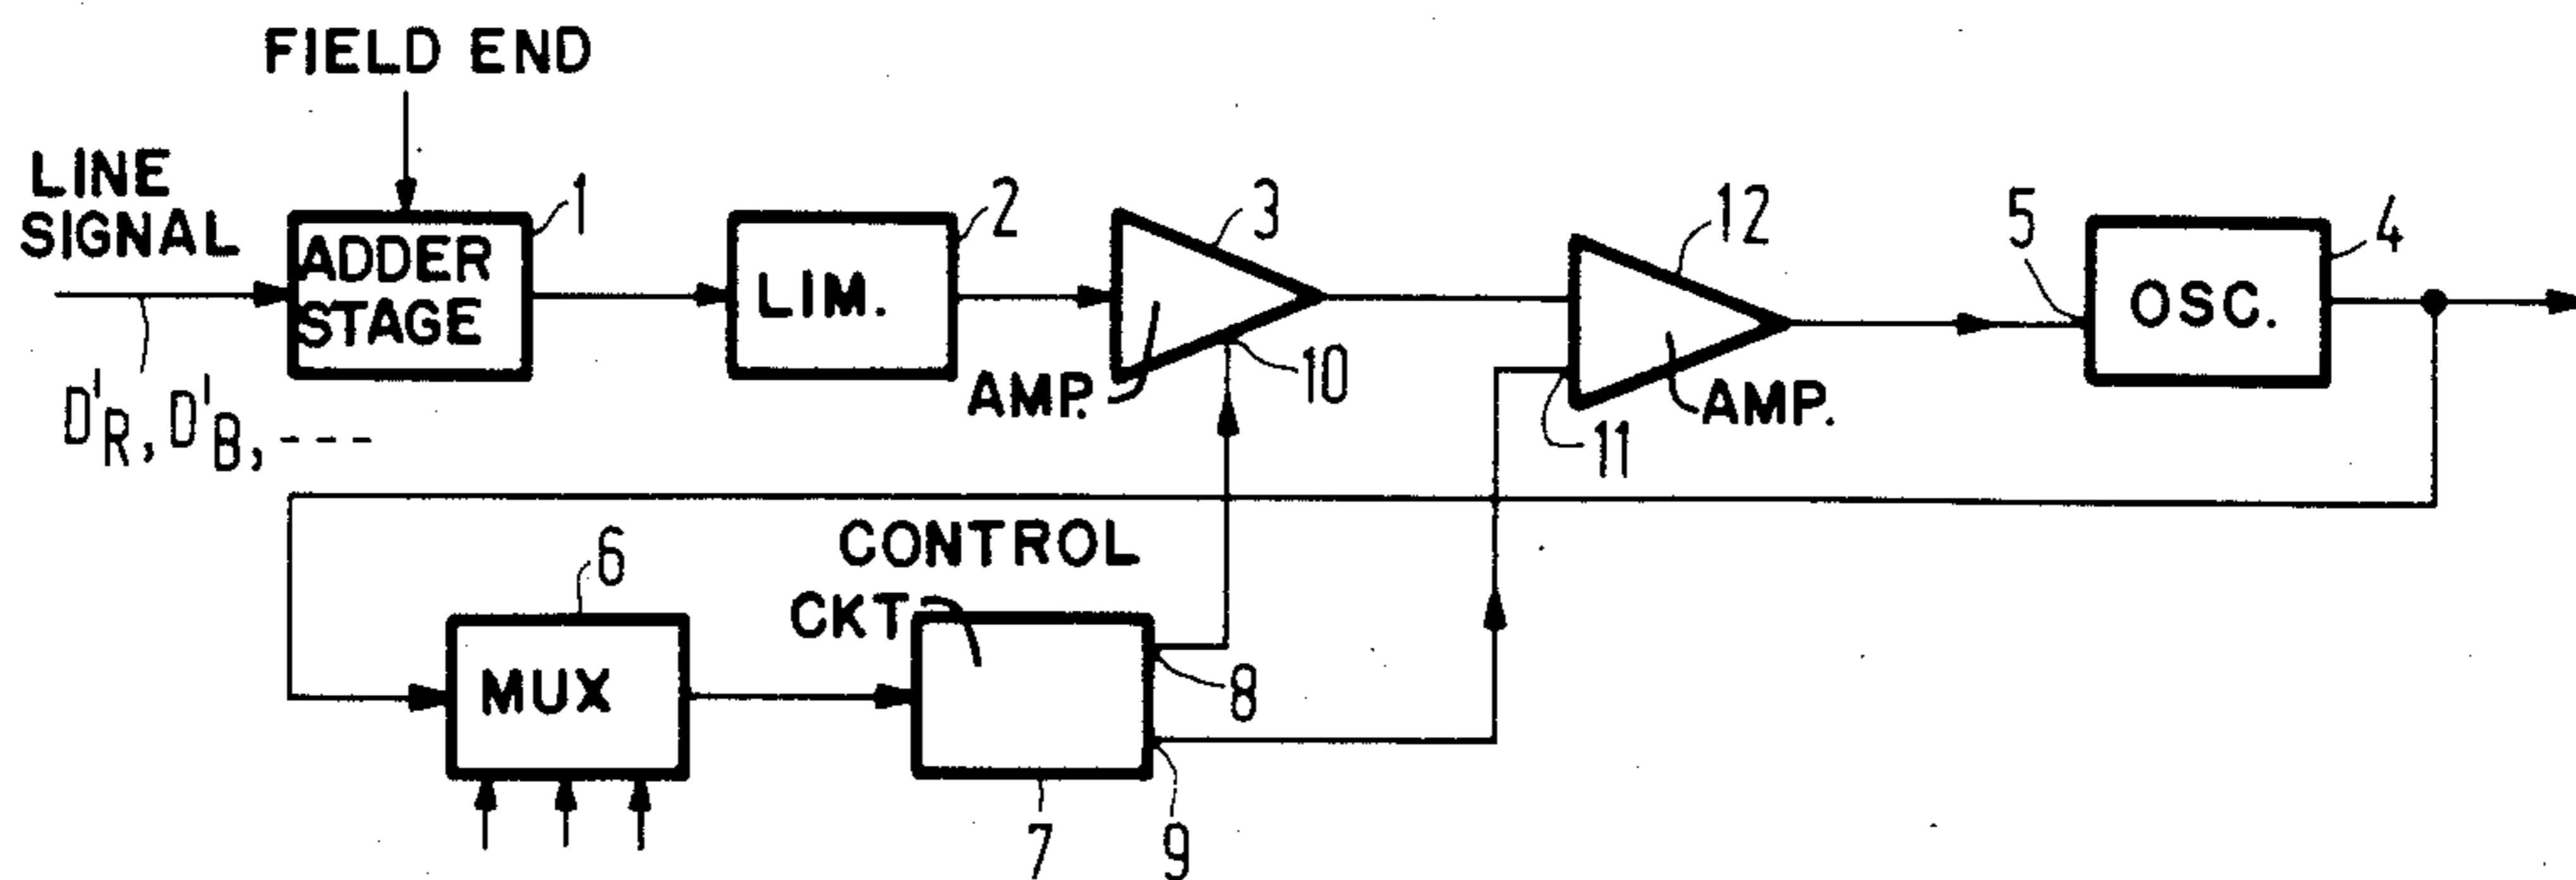 FIELD END
LINE
SIGNAL
D'R, D'B, ----
ADDER
STAGE
1
LIM.
2
3
AMP.
10
12
AMP.
11
5
OSC.
4
6
MUX
CONTROL
CKT
7
8
9